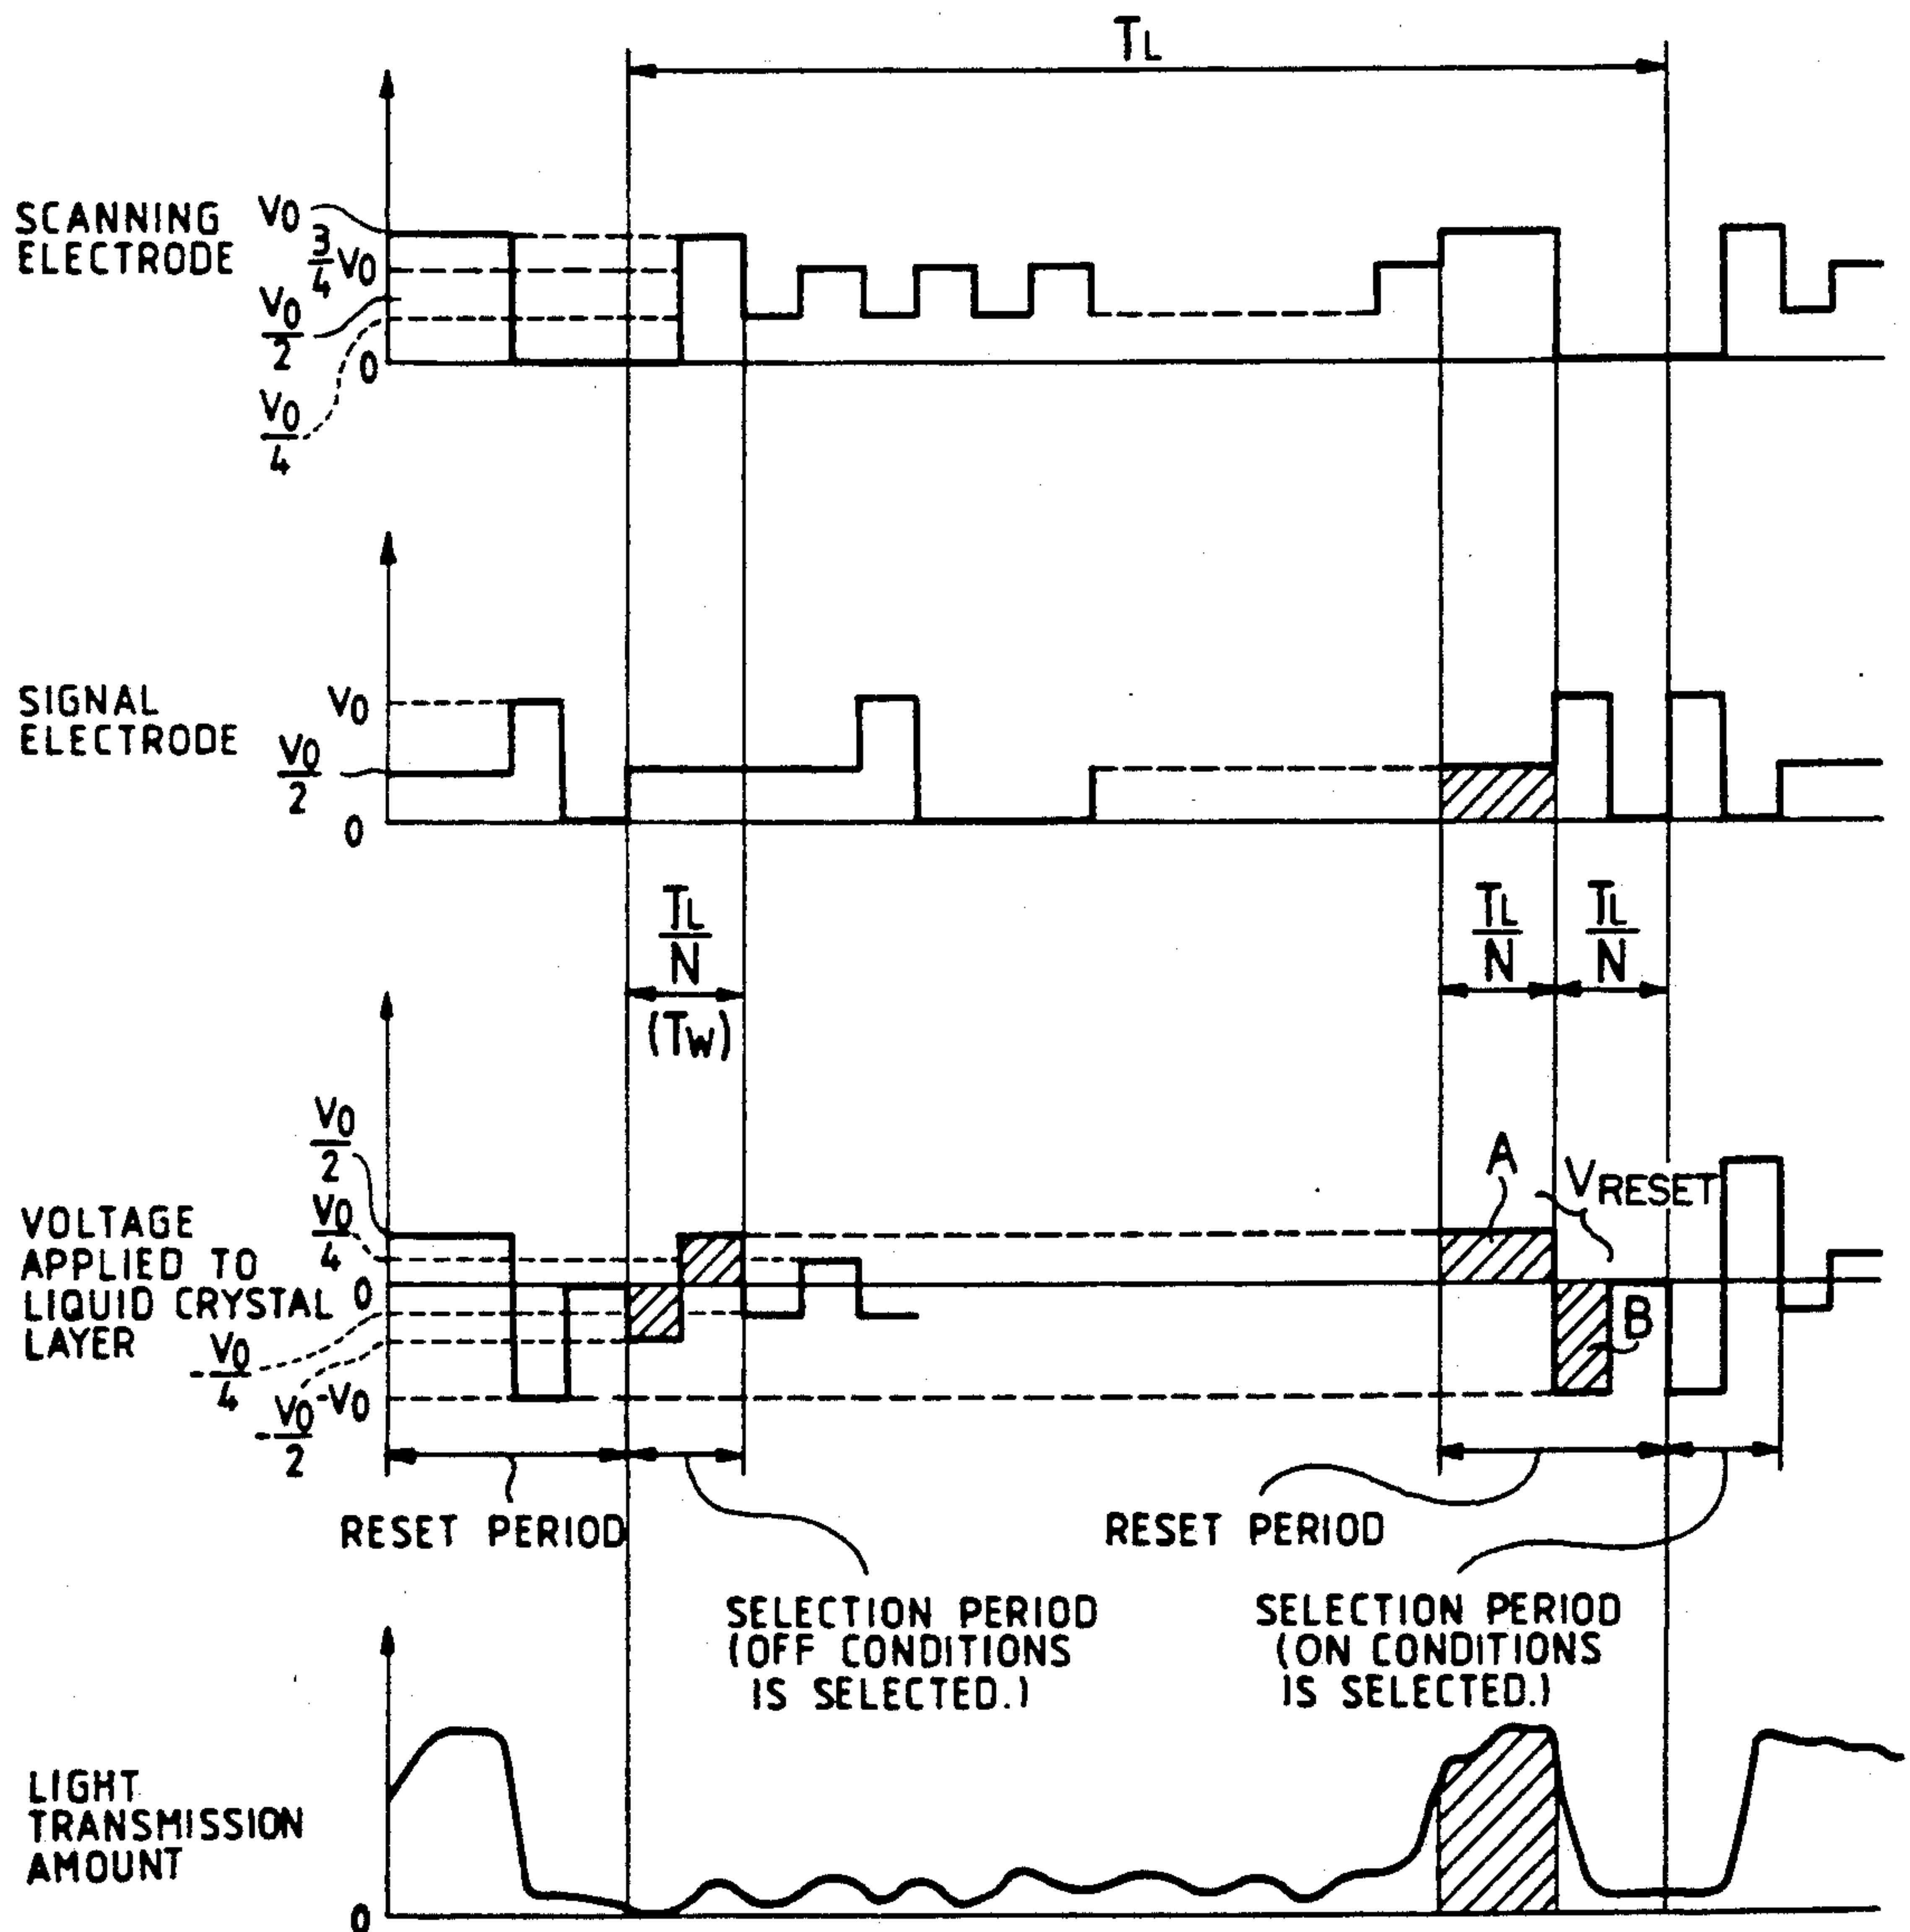 TL
SCANNING
ELECTRODE
V0
3/4 V0
V0/2
0
V0/4
SIGNAL
ELECTRODE
V0
V0/2
0
TL/N
(TW)
TL/N
TL/N
VOLTAGE
APPLIED TO
LIQUID CRYSTAL
LAYER
V0/2
V0/4
0
-V0/4
-V0/2
-V0
A
VRESET
B
RESET PERIOD
RESET PERIOD
SELECTION PERIOD
(OFF CONDITIONS
IS SELECTED.)
SELECTION PERIOD
(ON CONDITIONS
IS SELECTED.)
LIGHT
TRANSMISSION
AMOUNT
0